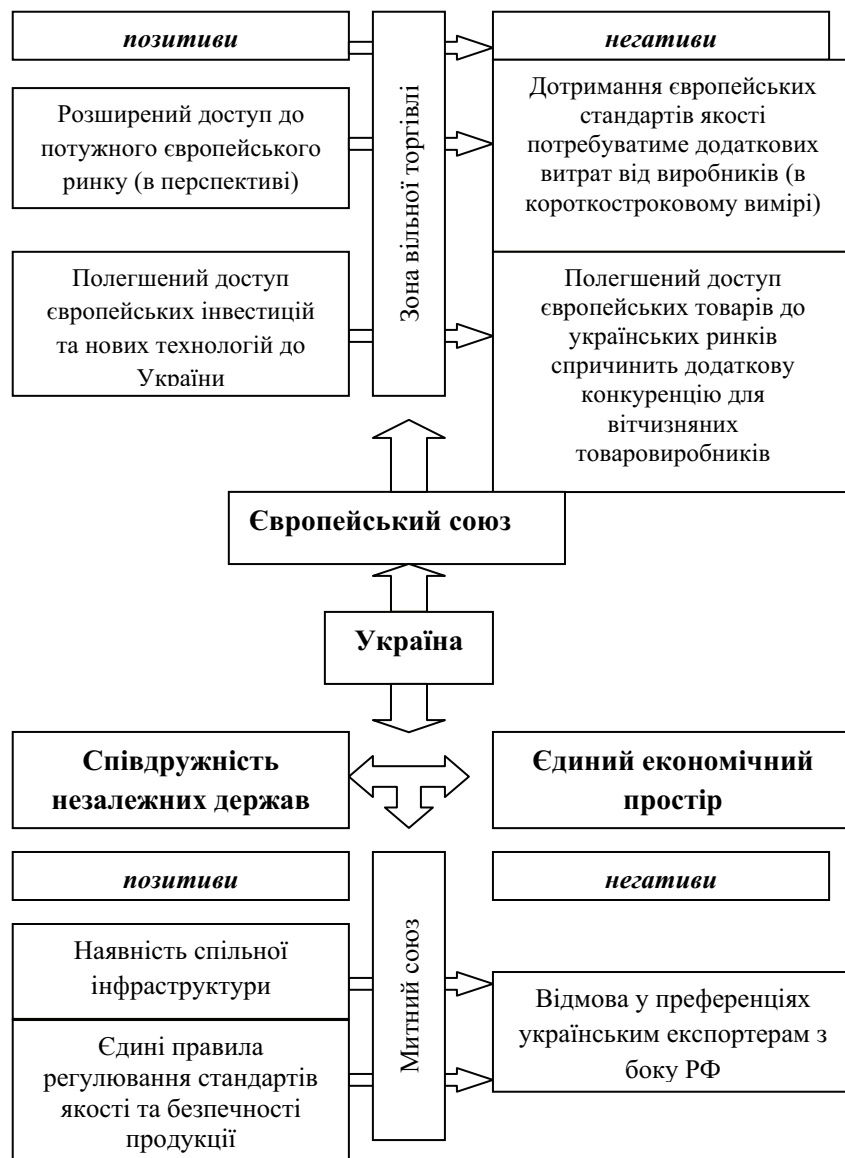 позитиви
негативи
Розширений доступ до
потужного європейського
ринку (в перспективі)
Зона вільної торгівлі
Дотримання європейських
стандартів якості
потребуватиме додаткових
витрат від виробників (в
короткостроковому вимірі)
Полегшений доступ
європейських інвестицій
та нових технологій до
України
Полегшений доступ
європейських товарів до
українських ринків
спричинить додаткову
конкуренцію для
вітчизняних
товаровиробників
Європейський союз
Україна
Співдружність
незалежних держав
Єдиний економічний
простір
позитиви
негативи
Наявність спільної
інфраструктури
Митний союз
Відмова у преференціях
українським експортерам з
боку РФ
Єдині правила
регулювання стандартів
якості та безпечності
продукції